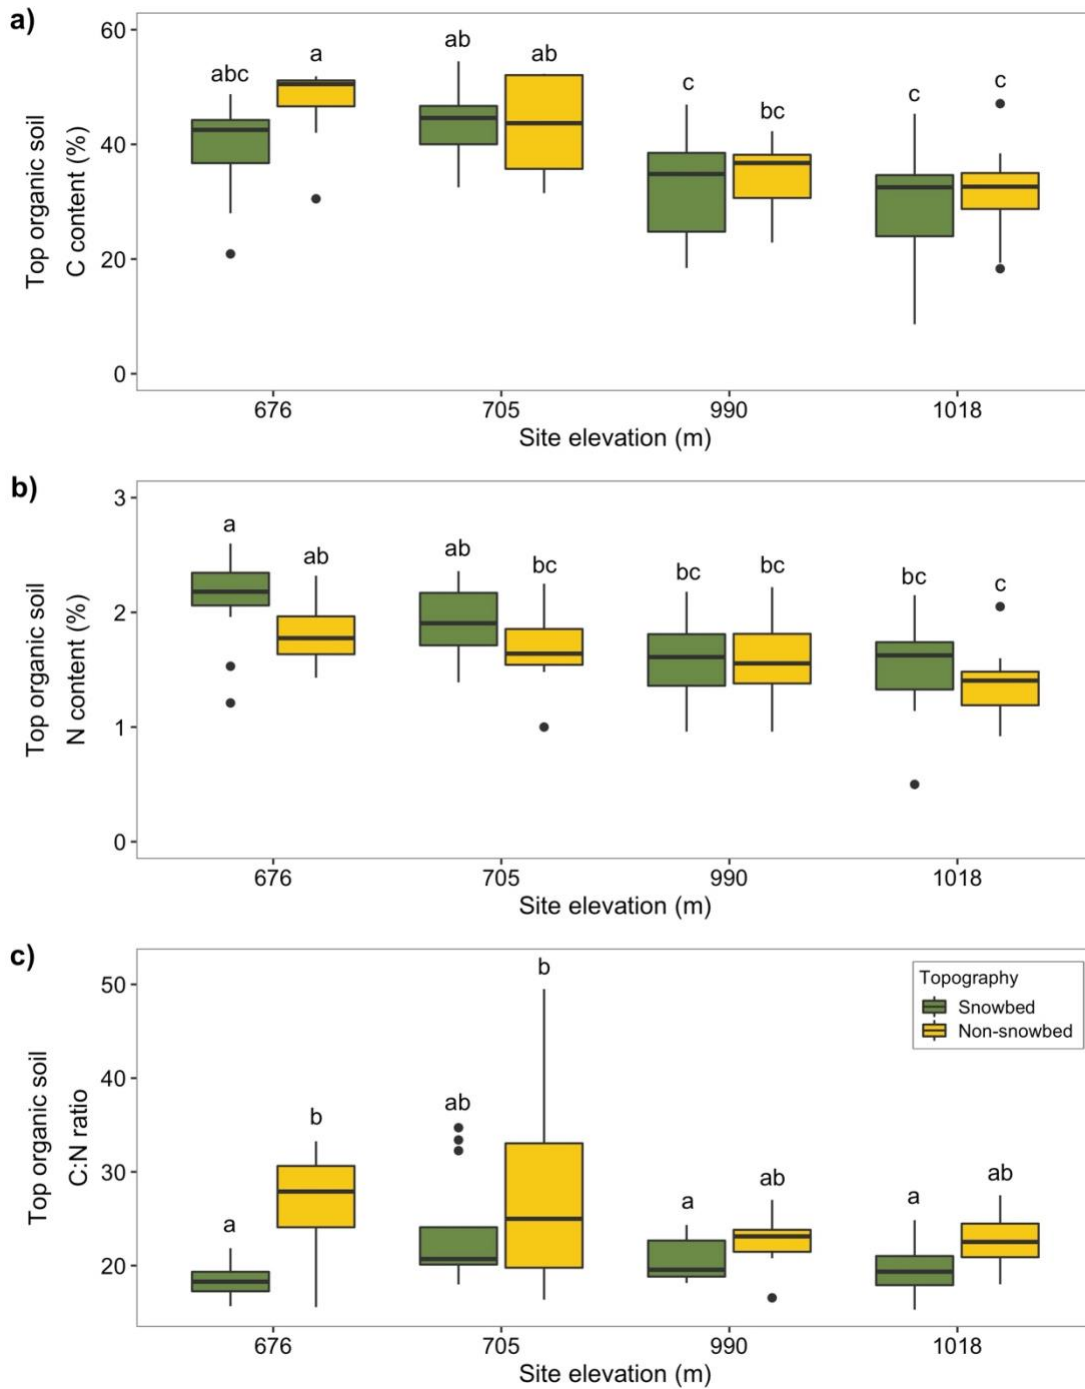 a)
Top organic soil
C content (%)
60
40
20
0
abc
a
ab
ab
c
bc
c
c
676
705
990
1018
Site elevation (m)
b)
Top organic soil
N content (%)
3
2
1
0
a
ab
ab
bc
bc
bc
bc
c
676
705
990
1018
Site elevation (m)
c)
Top organic soil
C:N ratio
50
40
30
20
a
b
ab
b
a
ab
a
ab
Topography
Snowbed
Non-snowbed
676
705
990
1018
Site elevation (m)